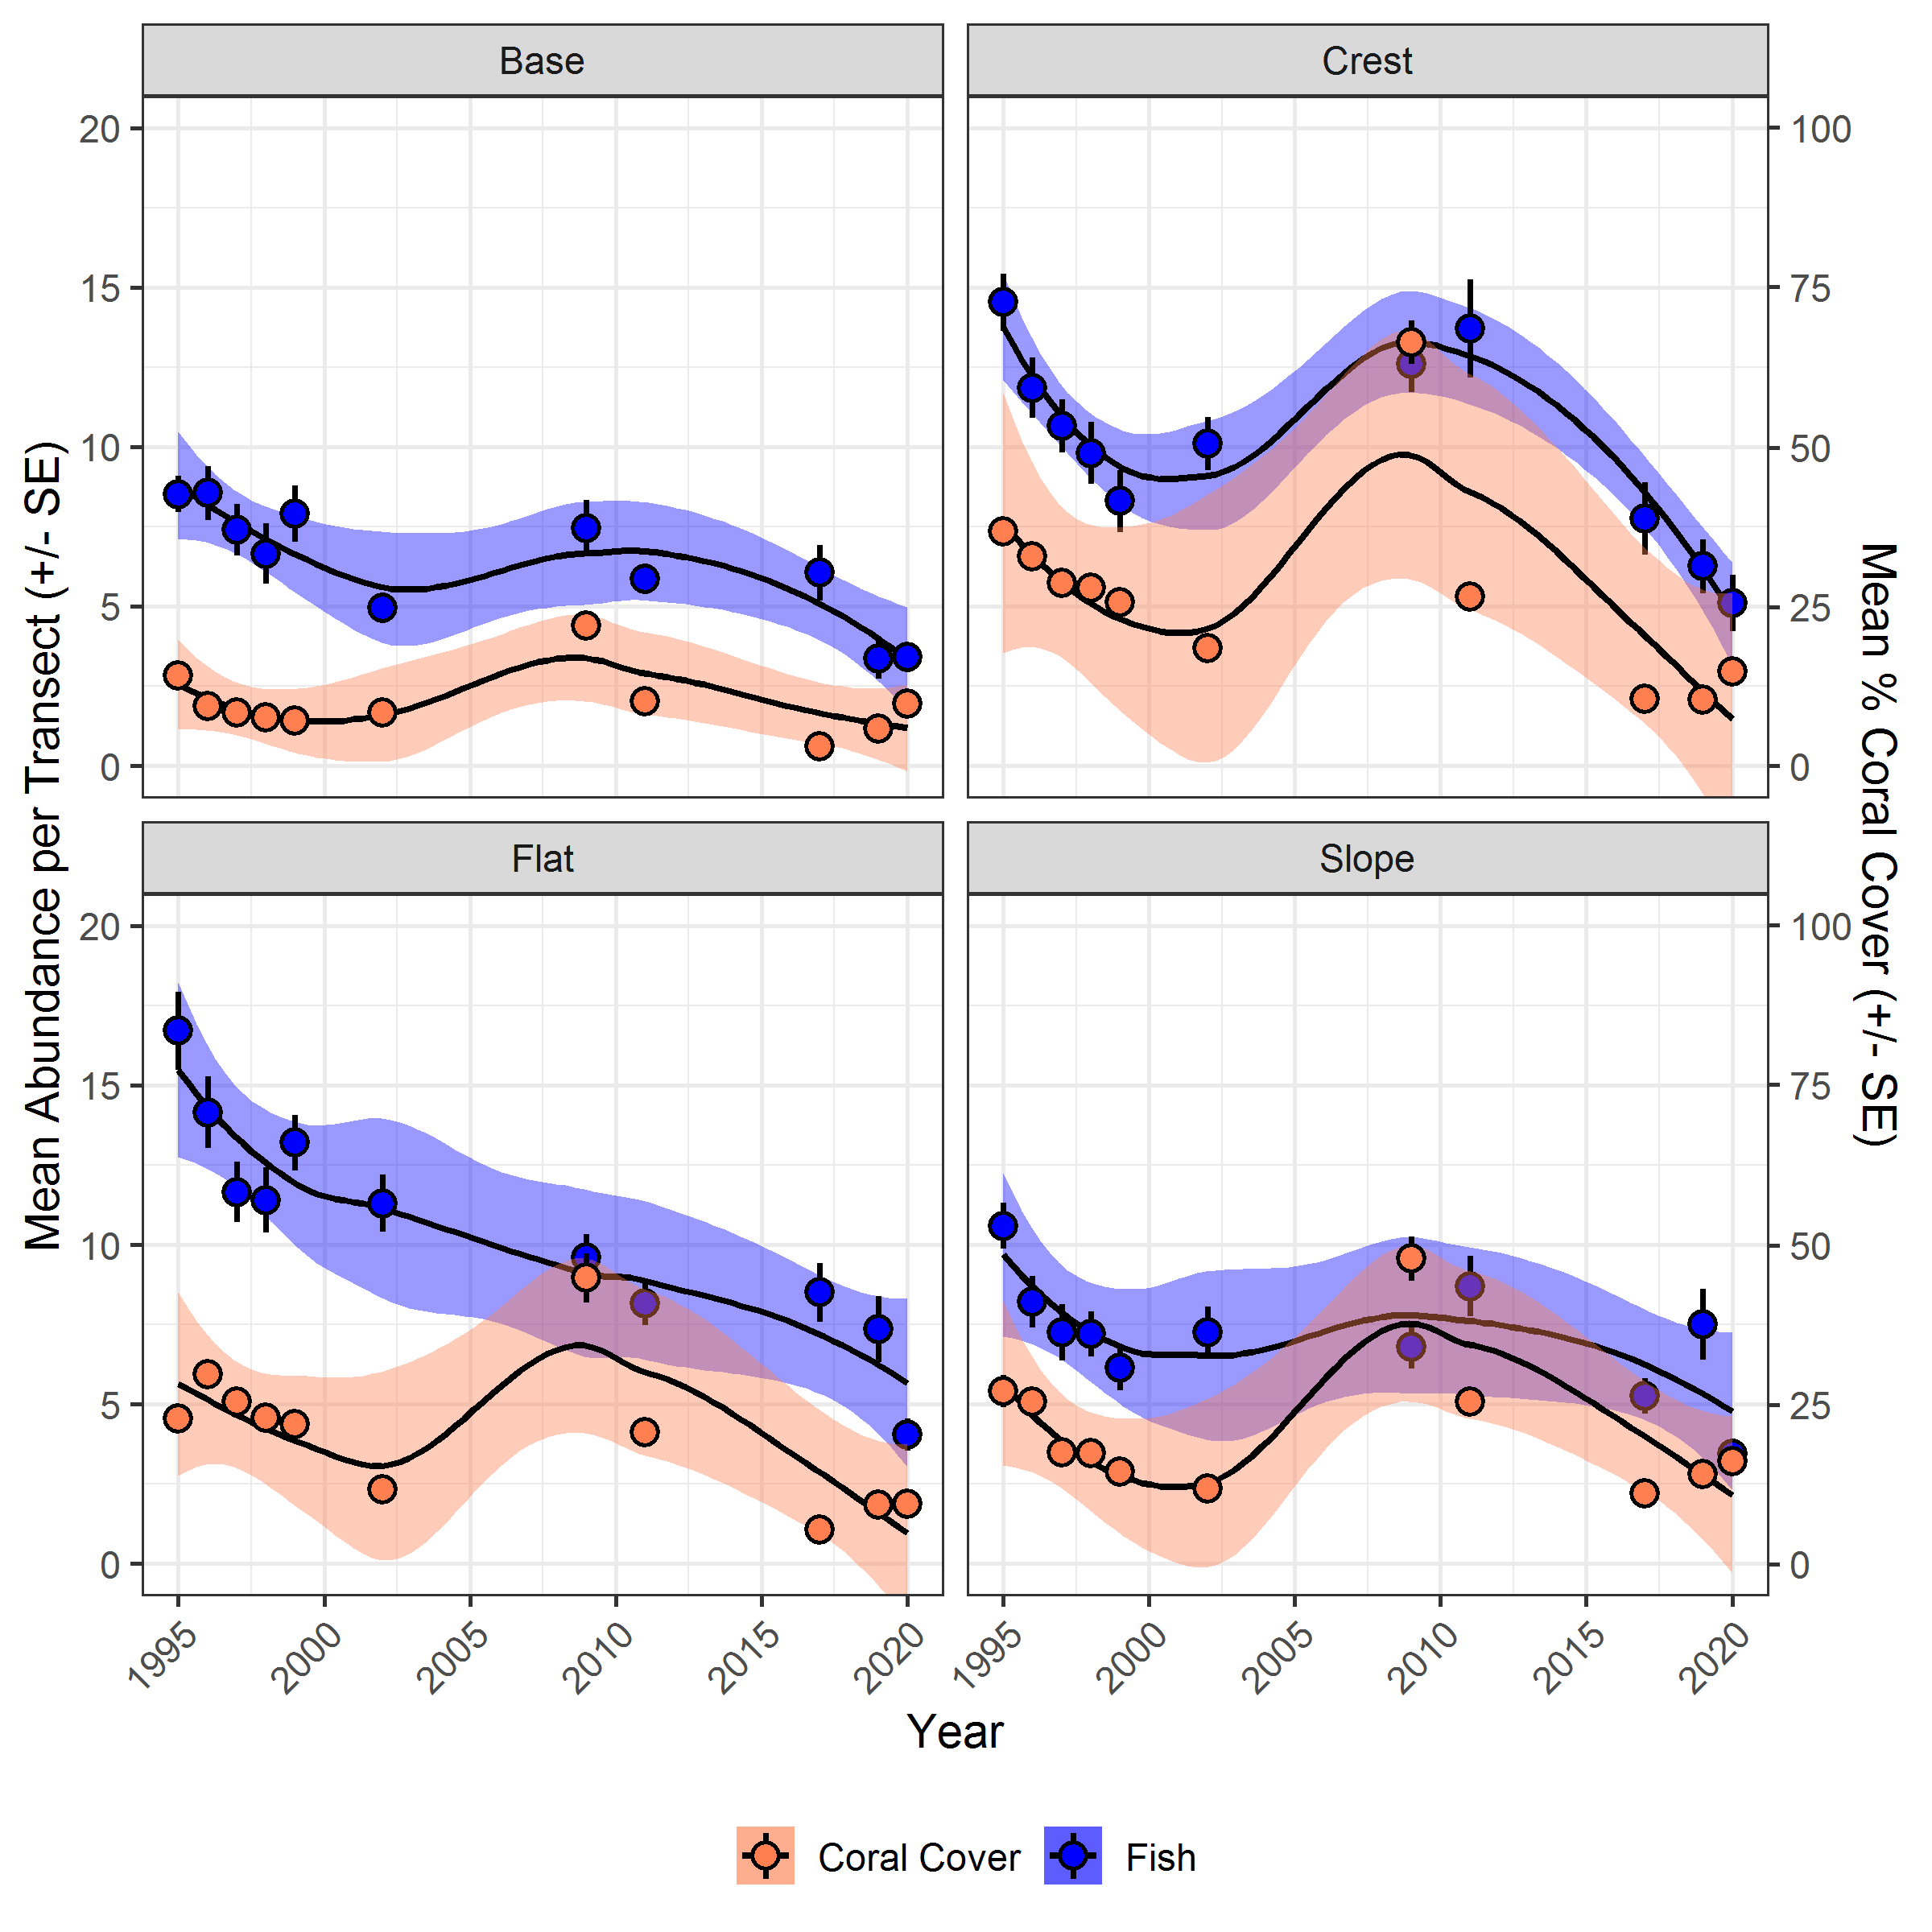 Base
Crest
20
15
10
5
0
100
75
50
25
0
Mean Abundance per Transect (+/- SE)
Mean % Coral Cover (+/- SE)
Flat
Slope
20
15
10
5
0
100
75
50
25
0
1995 2000 2005 2010 2015 2020
1995 2000 2005 2010 2015 2020
Year
Coral Cover Fish